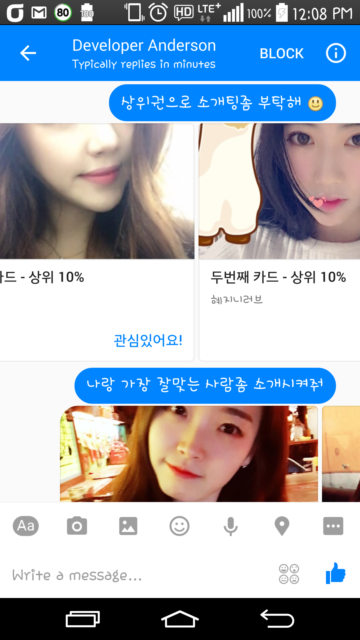 80
100
HD
LTE+
100%
12:08 PM
Developer Anderson
Typically replies in minutes
BLOCK
상위권으로 소개팅좀 부탁해 😃
카드 - 상위 10%
두번째 카드 - 상위 10%
혜지니러브
관심있어요!
나랑 가장 잘맞는 사람좀 소개시켜줘
Aa
Write a message...